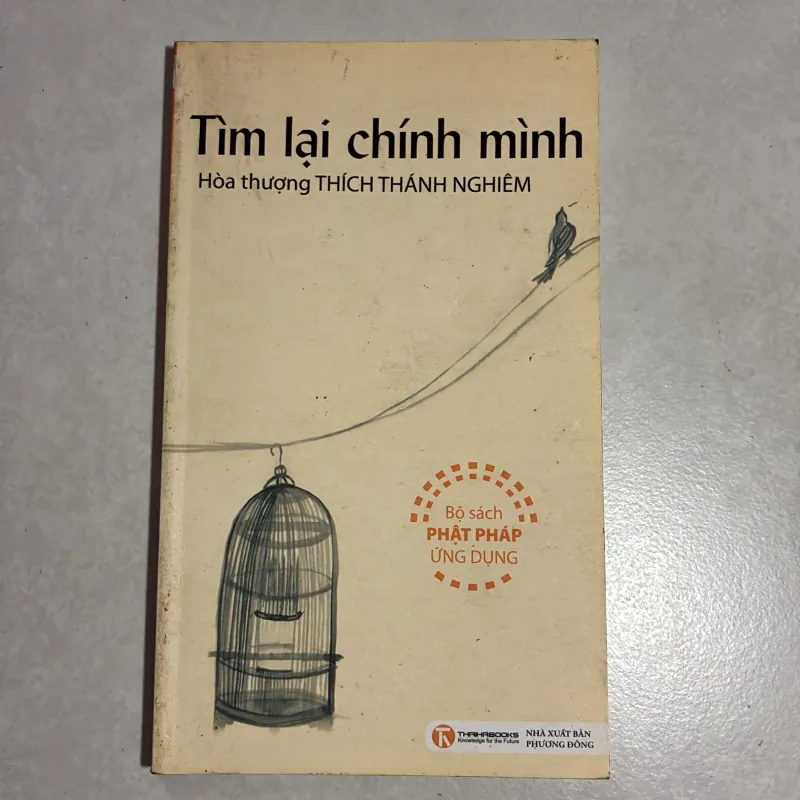 Tìm lại chính mình
Hòa thượng THÍCH THÁNH NGHIÊM
Bộ sách
PHẬT PHÁP
ỨNG DỤNG
THAIHABOOKS
Knowledge for the Future
NHÀ XUẤT BẢN
PHƯƠNG ĐÔNG